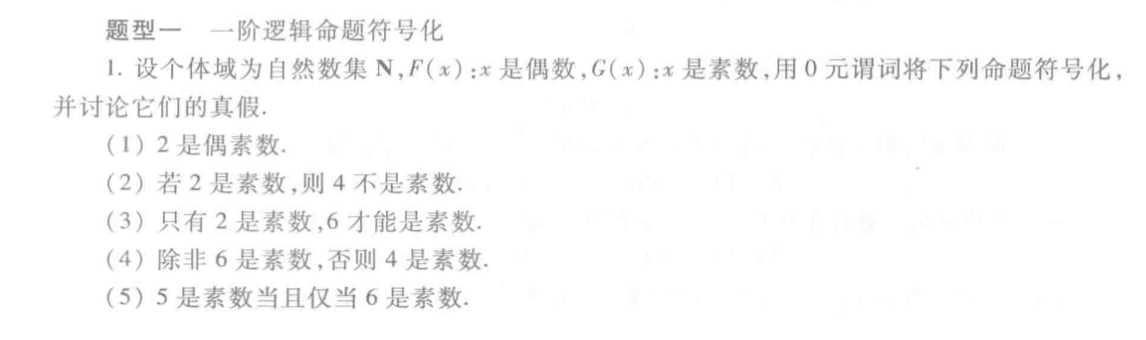 题型一 一阶逻辑命题符号化
1. 设个体域为自然数集 N,F(x):x 是偶数,G(x):x 是素数,用 0 元谓词将下列命题符号化,
并讨论它们的真假.
(1) 2 是偶素数.
(2) 若 2 是素数,则 4 不是素数.
(3) 只有 2 是素数,6 才能是素数.
(4) 除非 6 是素数,否则 4 是素数.
(5) 5 是素数当且仅当 6 是素数.